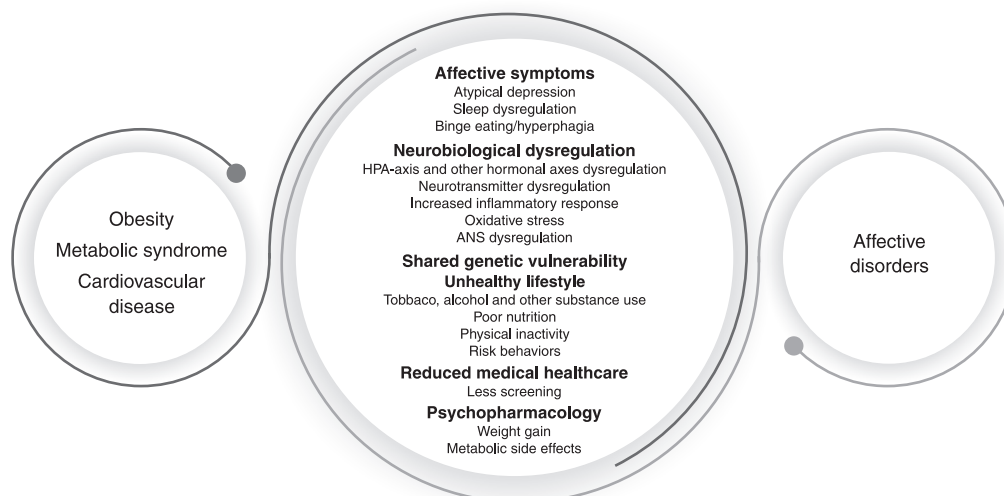 Obesity
Metabolic syndrome
Cardiovascular
disease
Affective symptoms
Atypical depression
Sleep dysregulation
Binge eating/hyperphagia
Neurobiological dysregulation
HPA-axis and other hormonal axes dysregulation
Neurotransmitter dysregulation
Increased inflammatory response
Oxidative stress
ANS dysregulation
Shared genetic vulnerability
Unhealthy lifestyle
Tobbaco, alcohol and other substance use
Poor nutrition
Physical inactivity
Risk behaviors
Reduced medical healthcare
Less screening
Psychopharmacology
Weight gain
Metabolic side effects
Affective
disorders